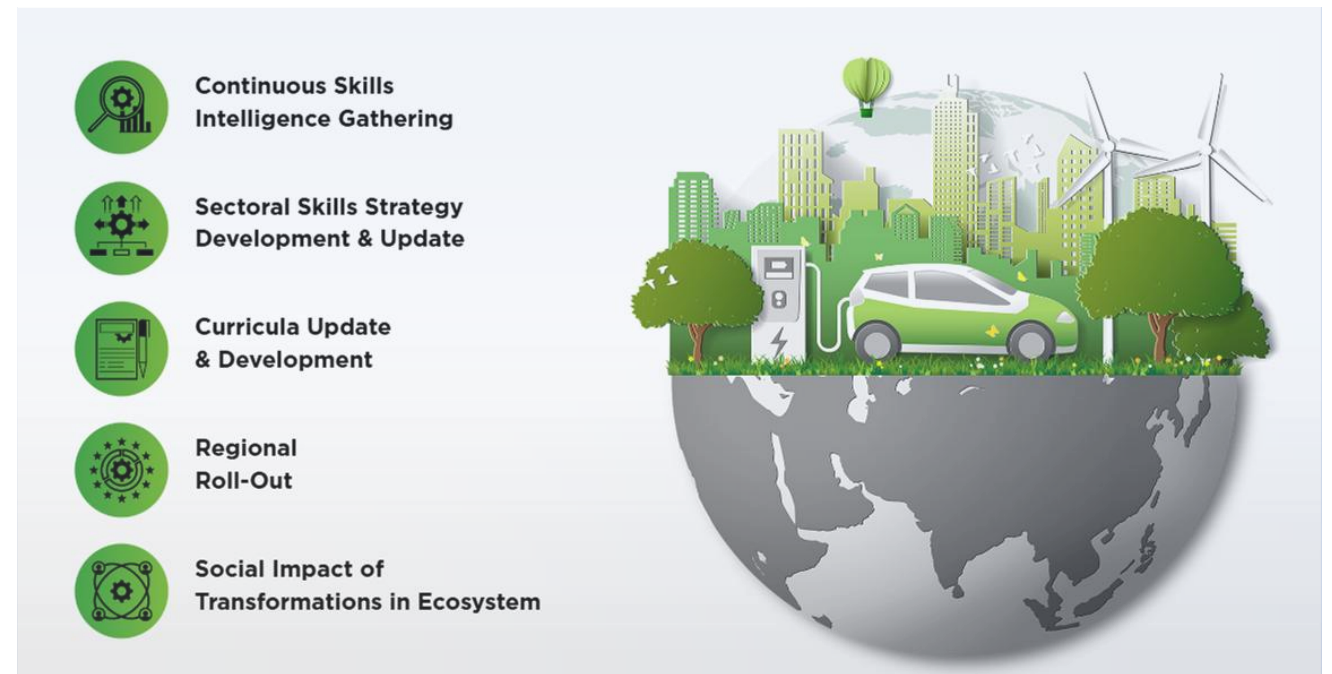 Continuous Skills
Intelligence Gathering
Sectoral Skills Strategy
Development & Update
Curricula Update
& Development
Regional
Roll-Out
Social Impact of
Transformations in Ecosystem